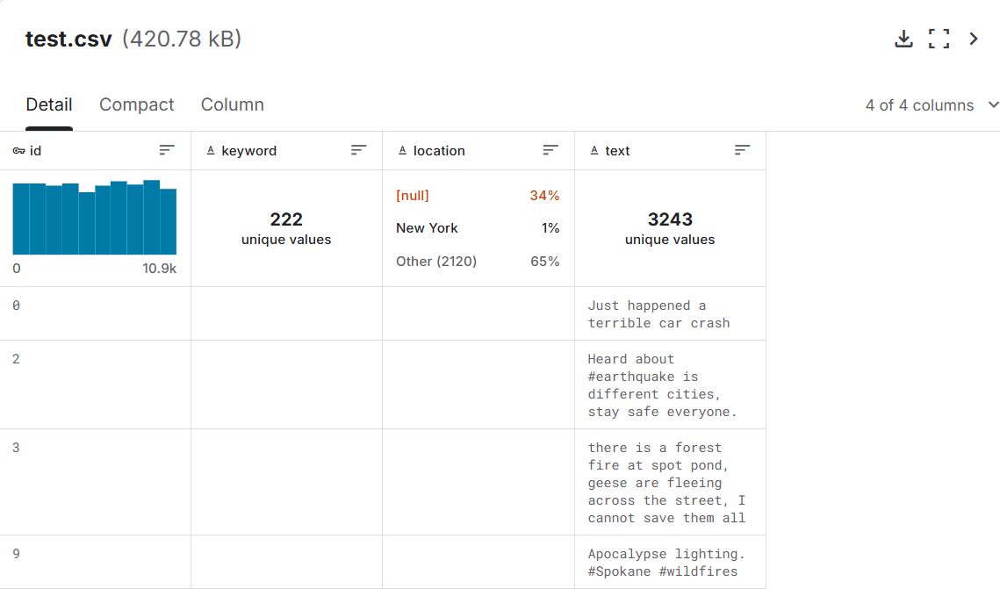 test.csv (420.78 kB)
Detail Compact Column 4 of 4 columns
id keyword location text
[null] 34%
New York 1%
Other (2120) 65%
222
unique values
3243
unique values
0 10.9k
0
Just happened a
terrible car crash
2
Heard about
#earthquake is
different cities,
stay safe everyone.
3
there is a forest
fire at spot pond,
geese are fleeing
across the street, I
cannot save them all
9
Apocalypse lighting.
#Spokane #wildfires